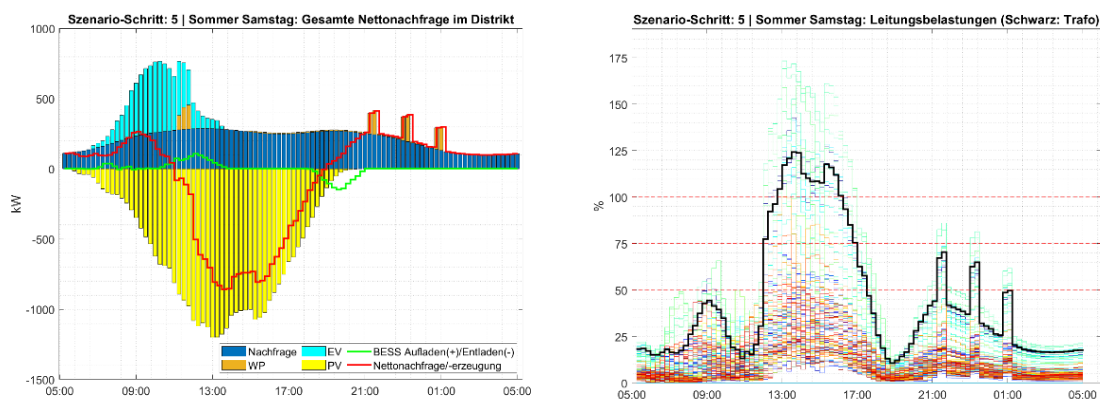 Szenario-Schritt: 5 | Sommer Samstag: Gesamte Nettonachfrage im Distrikt
1000
500
0
-500
-1000
-1500
kW
Nachfrage
EV
BESS Aufladen(+)/Entladen(-)
WP
PV
Nettonachfrage/-erzeugung
05:00 09:00 13:00 17:00 21:00 01:00 05:00
Szenario-Schritt: 5 | Sommer Samstag: Leitungsbelastungen (Schwarz: Trafo)
175
150
125
100
75
50
25
0
%
05:00 09:00 13:00 17:00 21:00 01:00 05:00